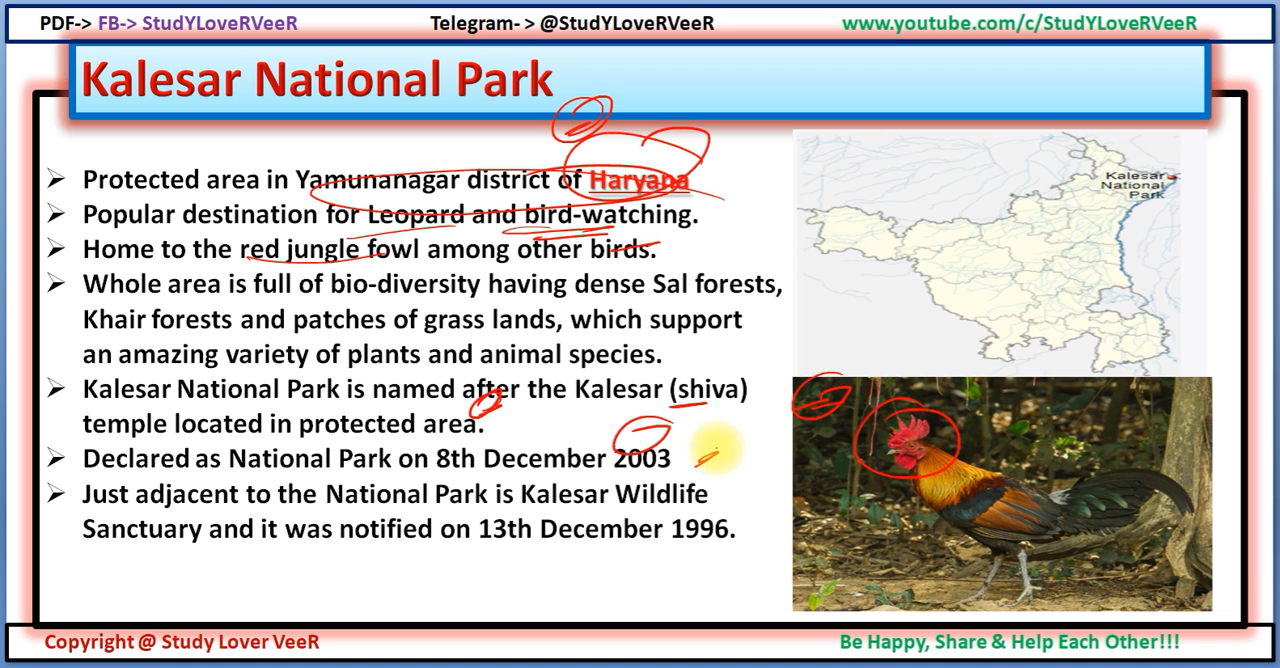 PDF-> FB-> StudYLoveRVeeR Telegram- > @StudYLoveRVeeR www.youtube.com/c/StudYLoveRVeeR
Kalesar National Park
➤ Protected area in Yamunanagar district of Haryana
➤ Popular destination for Leopard and bird-watching.
➤ Home to the red jungle fowl among other birds.
➤ Whole area is full of bio-diversity having dense Sal forests,
Khair forests and patches of grass lands, which support
an amazing variety of plants and animal species.
➤ Kalesar National Park is named after the Kalesar (shiva)
temple located in protected area.
➤ Declared as National Park on 8th December 2003
➤ Just adjacent to the National Park is Kalesar Wildlife
Sanctuary and it was notified on 13th December 1996.
Kalesar
National
Park
Copyright @ Study Lover VeeR Be Happy, Share & Help Each Other!!!